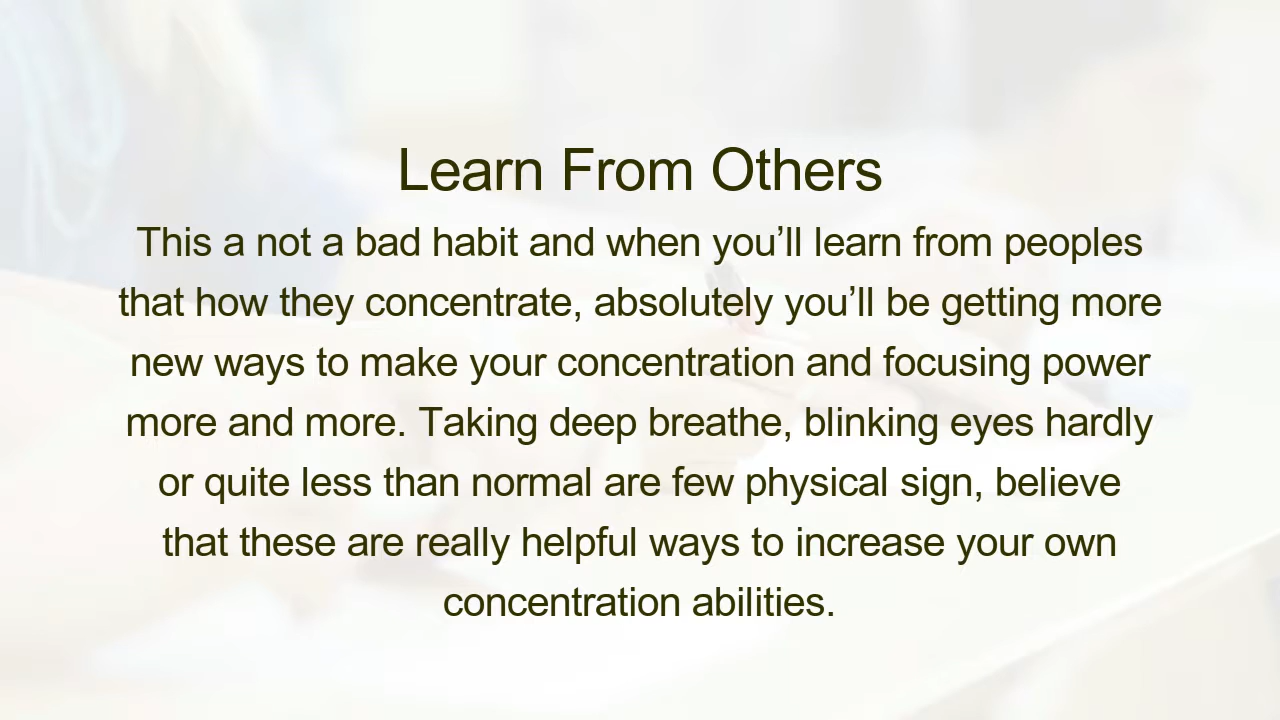 Learn From Others
This a not a bad habit and when you’ll learn from peoples
that how they concentrate, absolutely you’ll be getting more
new ways to make your concentration and focusing power
more and more. Taking deep breathe, blinking eyes hardly
or quite less than normal are few physical sign, believe
that these are really helpful ways to increase your own
concentration abilities.